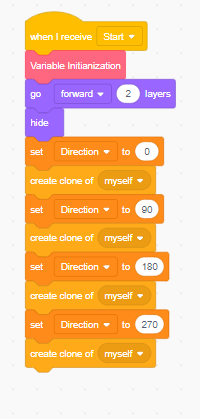 when I receive Start
Variable Initianization
go forward 2 layers
hide
set Direction to 0
create clone of myself
set Direction to 90
create clone of myself
set Direction to 180
create clone of myself
set Direction to 270
create clone of myself